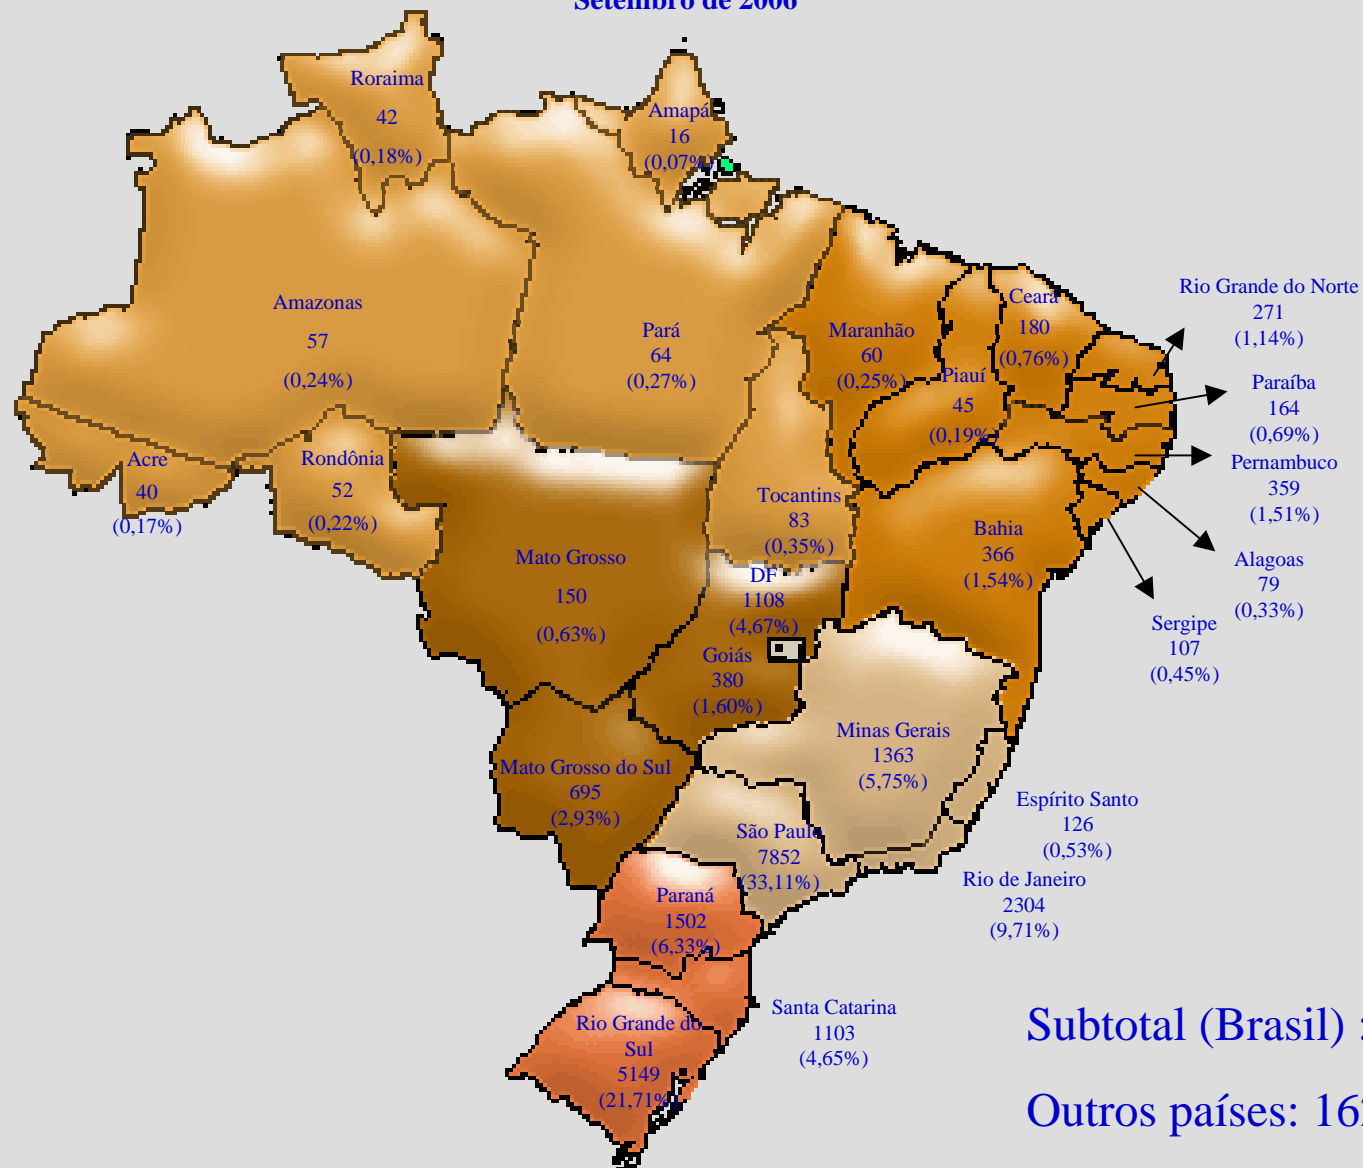 Setembro de 2006
Roraima
42
(0,18%)
Amapá
16
(0,07%)
Amazonas
57
(0,24%)
Pará
64
(0,27%)
Maranhão
60
(0,25%)
Piauí
45
(0,19%)
Ceará
180
(0,76%)
Rio Grande do Norte
271
(1,14%)
Paraíba
164
(0,69%)
Pernambuco
359
(1,51%)
Alagoas
79
(0,33%)
Sergipe
107
(0,45%)
Acre
40
(0,17%)
Rondônia
52
(0,22%)
Tocantins
83
(0,35%)
Bahia
366
(1,54%)
Mato Grosso
150
(0,63%)
DF
1108
(4,67%)
Goiás
380
(1,60%)
Mato Grosso do Sul
695
(2,93%)
Minas Gerais
1363
(5,75%)
Espírito Santo
126
(0,53%)
São Paulo
7852
(33,11%)
Rio de Janeiro
2304
(9,71%)
Paraná
1502
(6,33%)
Santa Catarina
1103
(4,65%)
Rio Grande do
Sul
5149
(21,71%)
Subtotal (Brasil) :
Outros países: